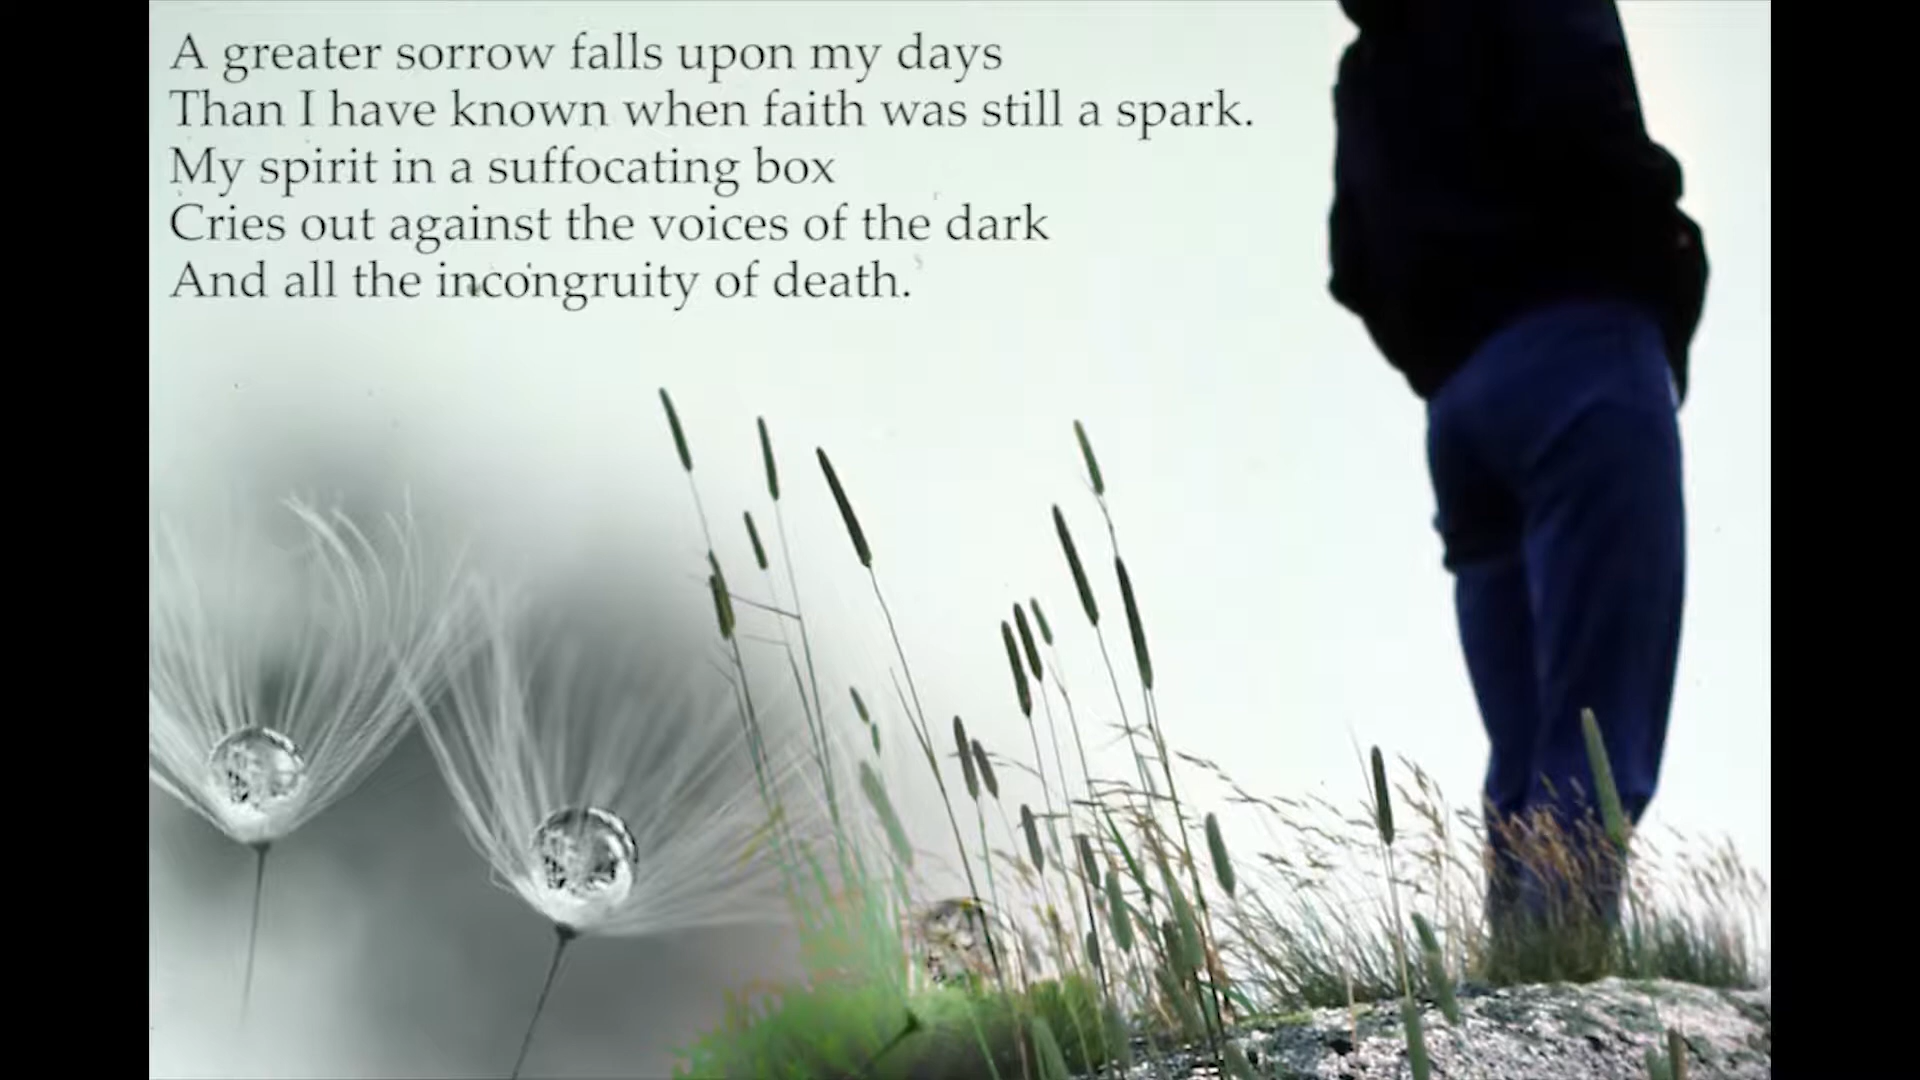 A greater sorrow falls upon my days
Than I have known when faith was still a spark.
My spirit in a suffocating box
Cries out against the voices of the dark
And all the incongruity of death.